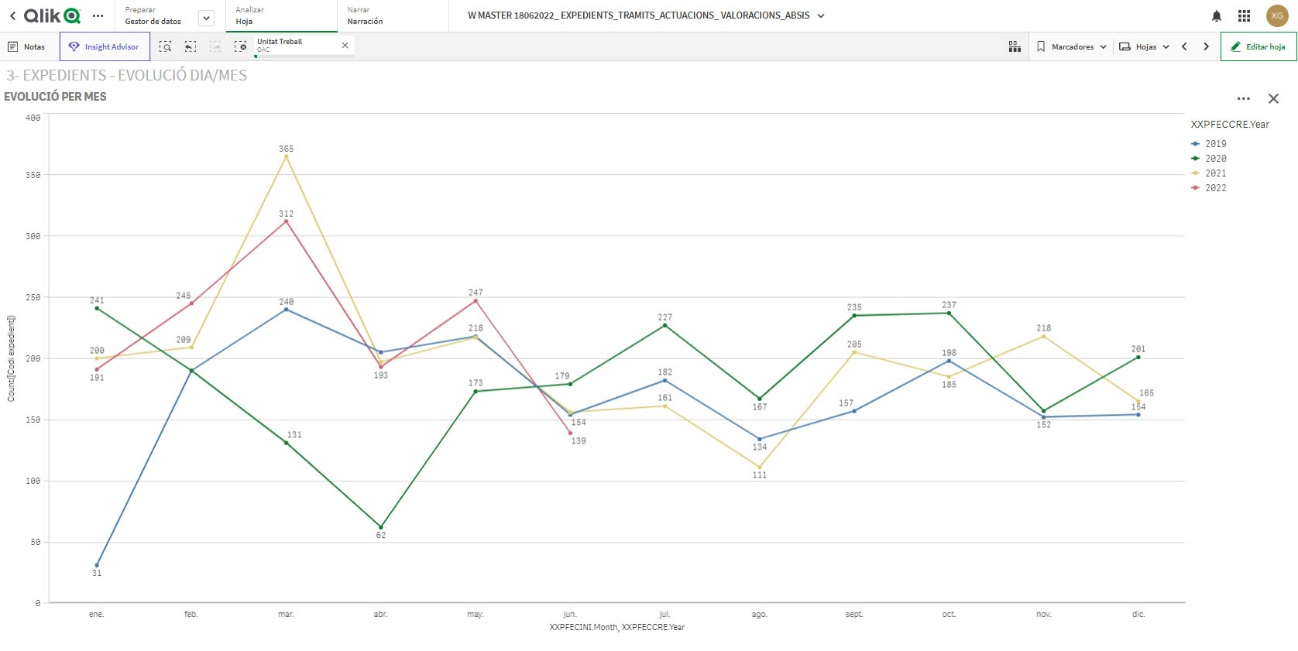 Qlik
Preparar
Gestor de datos
Analizar
Hoja
Narrar
Narración
W MASTER 18062022_ EXPEDIENTS_TRAMITS_ACTUACIONS_ VALORACIONS_ABSIS
XG
Notas
Insight Advisor
Unitat Treball
OAC
Marcadores
Hojas
Editar hoja
3- EXPEDIENTS - EVOLUCIÓ DIA/MES
EVOLUCIÓ PER MES
XXPFECCRE.Year
2019
2020
2021
2022
Count([Codi expedient])
400
350
300
250
200
150
100
50
0
241
200
191
31
245
209
365
312
240
131
193
62
247
218
173
179
154
139
227
182
161
167
134
111
235
205
157
237
198
185
218
152
201
165
154
ene.
feb.
mar.
abr.
may.
jun.
jul.
ago.
sept.
oct.
nov.
dic.
XXPFECINI.Month, XXPFECCRE.Year